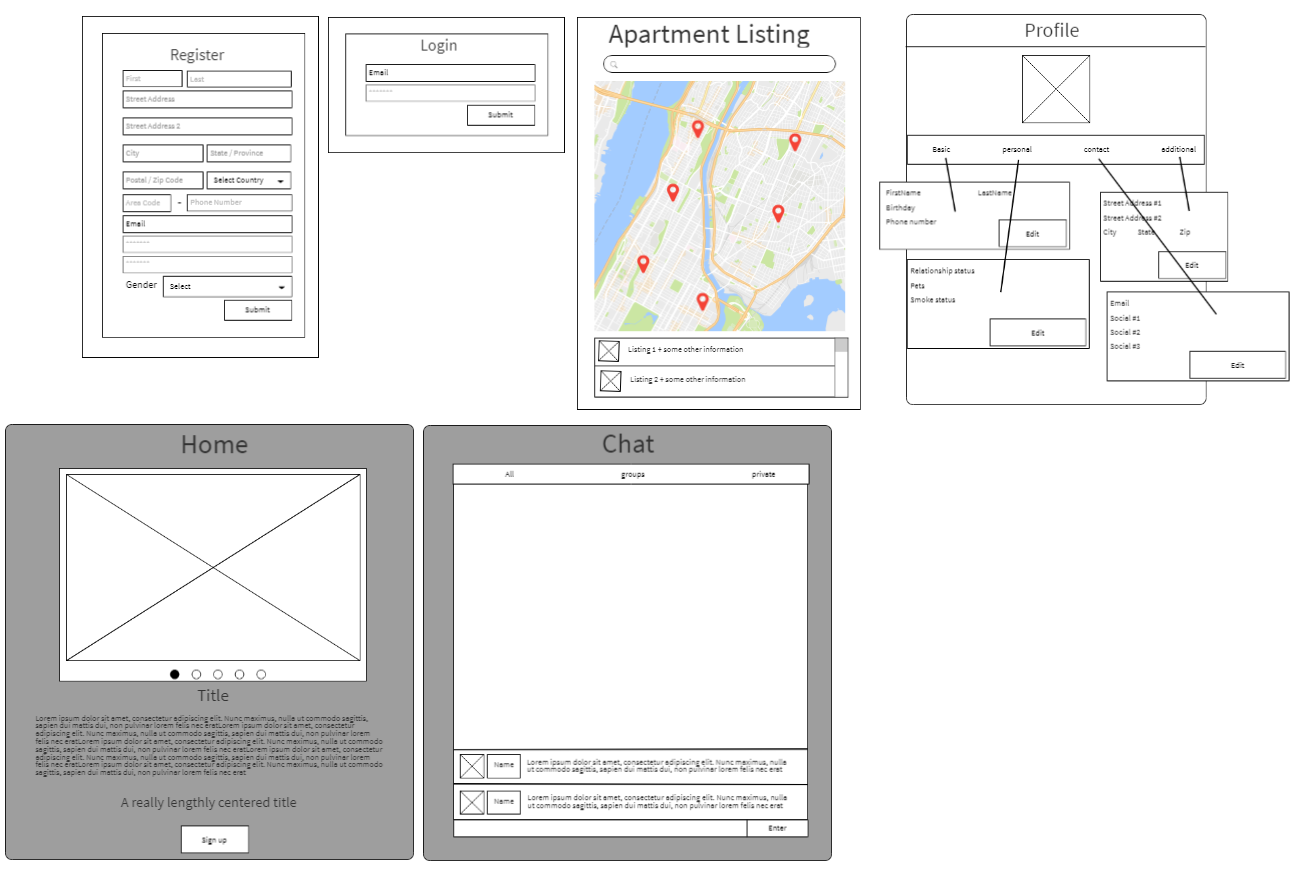 Register
First
Last
Street Address
Street Address 2
City
State / Province
Postal / Zip Code
Select Country
Area Code
-
Phone Number
Email
-------
-------
Gender
Select
Submit
Login
Email
-------
Submit
Apartment Listing
Listing 1 + some other information
Listing 2 + some other information
Profile
Basic
personal
contact
additional
FirstName
LastName
Birthday
Phone number
Edit
Street Address #1
Street Address #2
City
State
Zip
Edit
Relationship status
Pets
Smoke status
Edit
Email
Social #1
Social #2
Social #3
Edit
Home
Title
Lorem ipsum dolor sit amet, consectetur adipiscing elit. Nunc maximus, nulla ut commodo sagittis,
sapien dui mattis dui, non pulvinar lorem felis nec eratLorem ipsum dolor sit amet, consectetur
adipiscing elit. Nunc maximus, nulla ut commodo sagittis, sapien dui mattis dui, non pulvinar lorem
felis nec eratLorem ipsum dolor sit amet, consectetur adipiscing elit. Nunc maximus, nulla ut commodo
sagittis, sapien dui mattis dui, non pulvinar lorem felis nec eratLorem ipsum dolor sit amet, consectetur
adipiscing elit. Nunc maximus, nulla ut commodo sagittis, sapien dui mattis dui, non pulvinar lorem
felis nec eratLorem ipsum dolor sit amet, consectetur adipiscing elit. Nunc maximus, nulla ut commodo
sagittis, sapien dui mattis dui, non pulvinar lorem felis nec erat
A really lengthly centered title
Sign up
Chat
All
groups
private
Name
Lorem ipsum dolor sit amet, consectetur adipiscing elit. Nunc maximus, nulla
ut commodo sagittis, sapien dui mattis dui, non pulvinar lorem felis nec erat
Name
Lorem ipsum dolor sit amet, consectetur adipiscing elit. Nunc maximus, nulla
ut commodo sagittis, sapien dui mattis dui, non pulvinar lorem felis nec erat
Enter